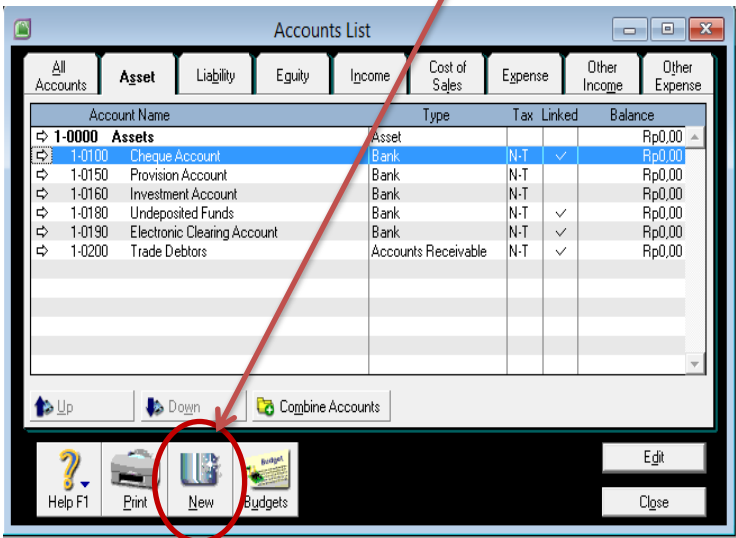 Accounts List
All Accounts Asset Liability Equity Income Cost of Sales Expense Other Income Other Expense
Account Name Type Tax Linked Balance
1-0000 Assets Asset Rp0,00
1-0100 Cheque Account Bank N-T Rp0,00
1-0150 Provision Account Bank N-T Rp0,00
1-0160 Investment Account Bank N-T Rp0,00
1-0180 Undeposited Funds Bank N-T Rp0,00
1-0190 Electronic Clearing Account Bank N-T Rp0,00
1-0200 Trade Debtors Accounts Receivable N-T Rp0,00
Up Down Combine Accounts
Budget
Edit
Help F1 Print New Budgets Close